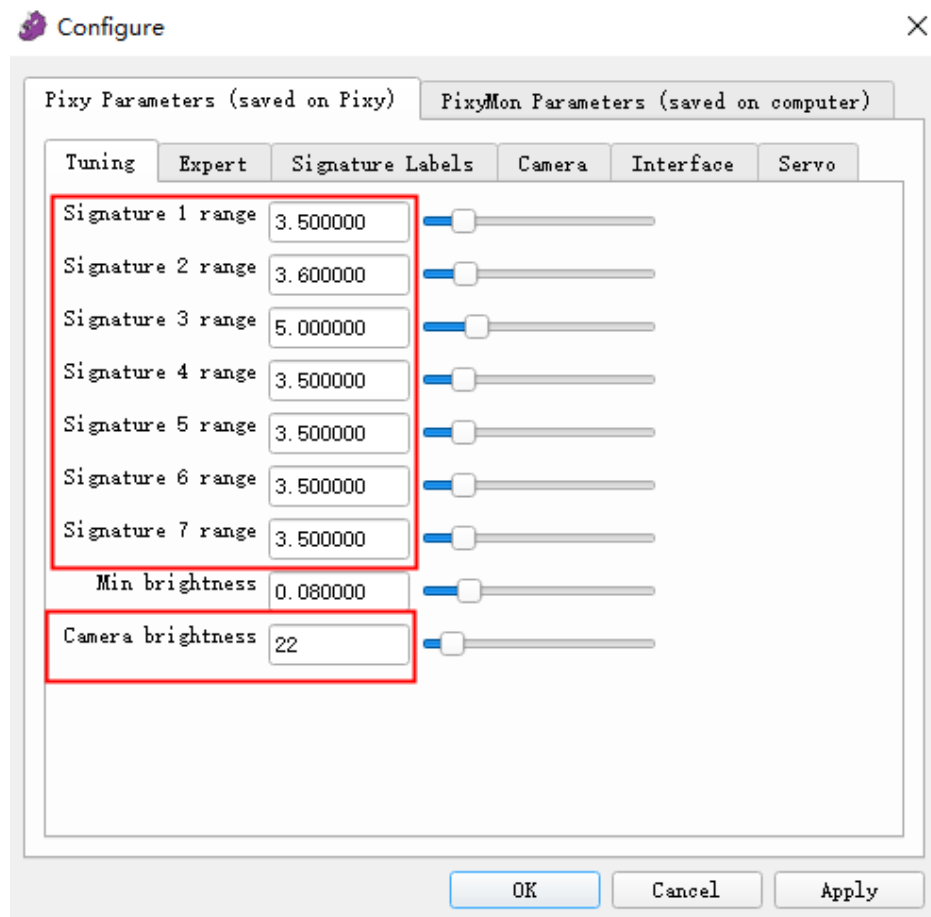 Configure
Pixy Parameters (saved on Pixy) PixyMon Parameters (saved on computer)
Tuning Expert Signature Labels Camera Interface Servo
Signature 1 range 3.500000
Signature 2 range 3.600000
Signature 3 range 5.000000
Signature 4 range 3.500000
Signature 5 range 3.500000
Signature 6 range 3.500000
Signature 7 range 3.500000
Min brightness 0.080000
Camera brightness 22
OK Cancel Apply